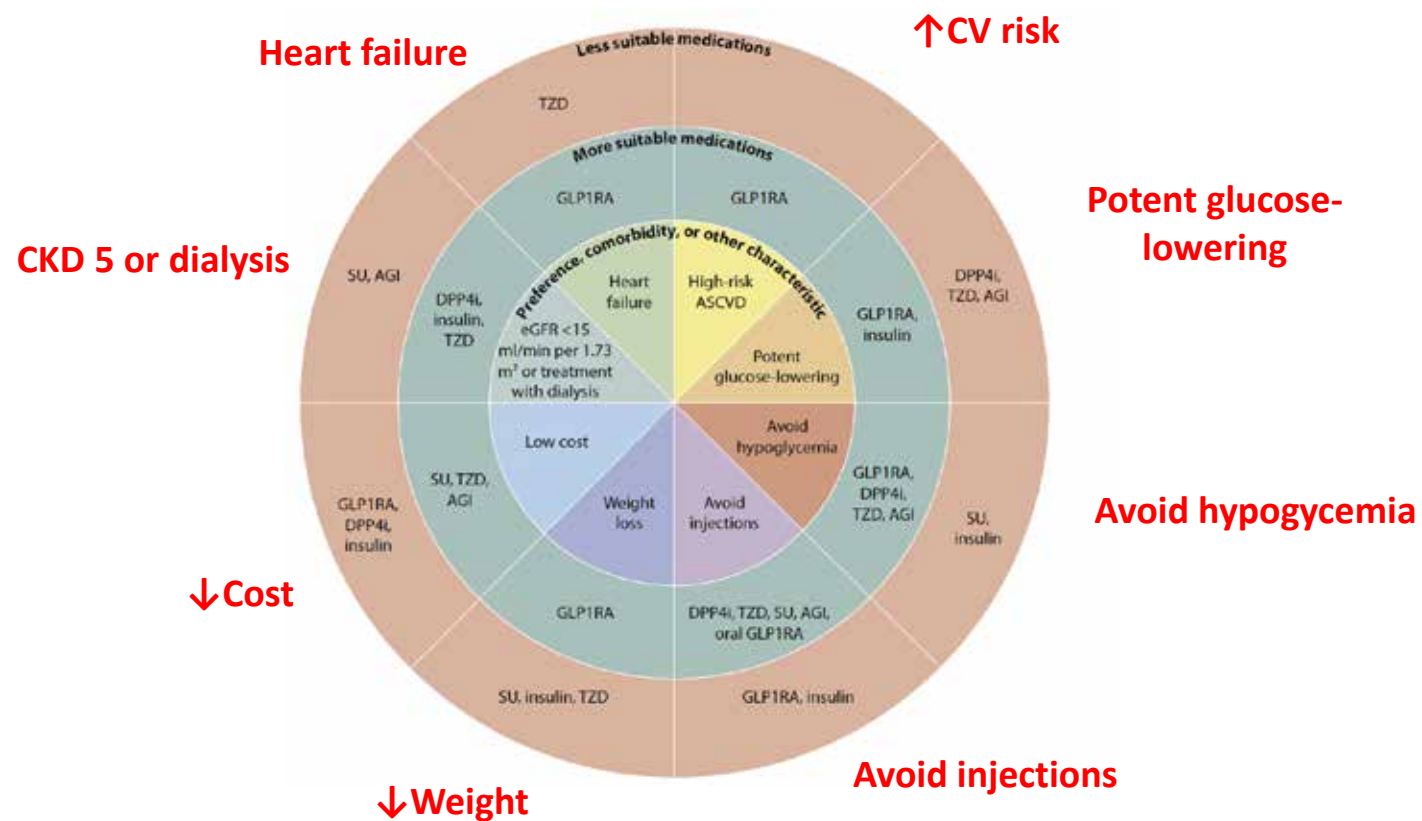 Heart failure
↑CV risk
Less suitable medications
TZD
More suitable medications
GLP1RA
GLP1RA
Preference, comorbidity, or other characteristic
Potent glucose-
lowering
CKD 5 or dialysis
SU, AGI
DPP4i,
insulin,
TZD
eGFR <15
ml/min per 1.73
m² or treatment
with dialysis
Heart
failure
High-risk
ASCVD
Potent
glucose-lowering
GLP1RA,
insulin
DPP4i,
TZD, AGI
Low cost
SU, TZD,
AGI
GLP1RA,
DPP4i,
insulin
Weight
loss
Avoid
injections
Avoid
hypoglycemia
GLP1RA,
DPP4i,
TZD, AGI
SU,
insulin
Avoid hypogycemia
↓Cost
GLP1RA
DPP4i, TZD, SU, AGI,
oral GLP1RA
SU, insulin, TZD
GLP1RA, insulin
Avoid injections
↓Weight